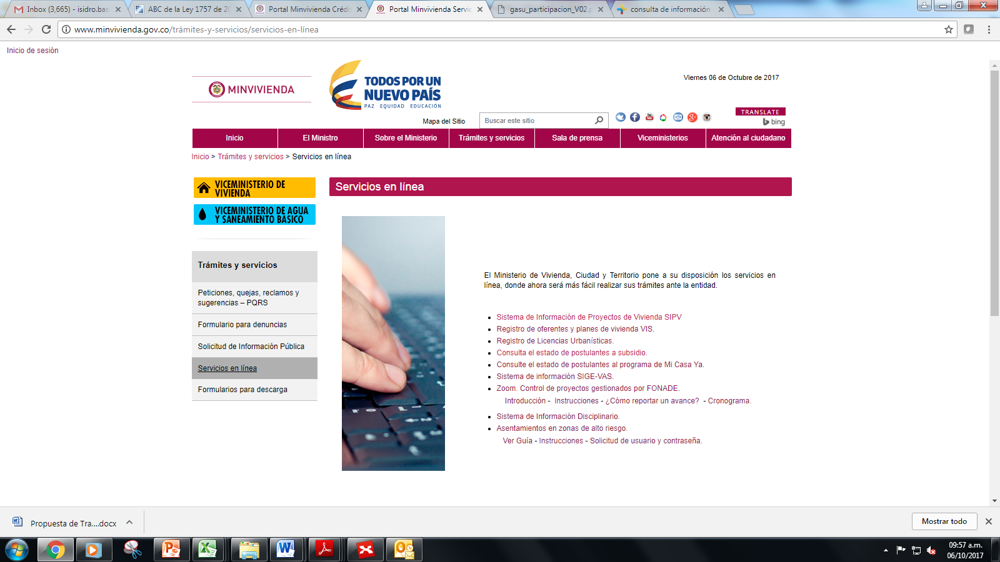 Inbox (3,665) - isidro.bas
ABC de la Ley 1757 de 20
Portal Minvivienda Crédi
Portal Minvivienda Servic
gasu_participacion_V02.p
consulta de información
www.minvivienda.gov.co/trámites-y-servicios/servicios-en-línea
Inicio de sesión
MINVIVIENDA
TODOS POR UN
NUEVO PAÍS
PAZ EQUIDAD EDUCACIÓN
Viernes 06 de Octubre de 2017
Mapa del Sitio
Buscar este sitio
TRANSLATE
bing
Inicio
El Ministro
Sobre el Ministerio
Trámites y servicios
Sala de prensa
Viceministerios
Atención al ciudadano
Inicio > Trámites y servicios > Servicios en línea
VICEMINISTERIO DE
VIVIENDA
VICEMINISTERIO DE AGUA
Y SANEAMIENTO BÁSICO
Trámites y servicios
Peticiones, quejas, reclamos y
sugerencias – PQRS
Formulario para denuncias
Solicitud de Información Pública
Servicios en línea
Formularios para descarga
Servicios en línea
El Ministerio de Vivienda, Ciudad y Territorio pone a su disposición los servicios en
línea, donde ahora será más fácil realizar sus trámites ante la entidad.
Sistema de Información de Proyectos de Vivienda SIPV
Registro de oferentes y planes de vivienda VIS.
Registro de Licencias Urbanísticas.
Consulta el estado de postulantes a subsidio.
Consulte el estado de postulantes al programa de Mi Casa Ya.
Sistema de información SIGE-VAS.
Zoom. Control de proyectos gestionados por FONADE.
Introducción - Instrucciones - ¿Cómo reportar un avance? - Cronograma.
Sistema de Información Disciplinario.
Asentamientos en zonas de alto riesgo.
Ver Guía - Instrucciones - Solicitud de usuario y contraseña.
Propuesta de Tra....docx
Mostrar todo
09:57 a.m.
06/10/2017